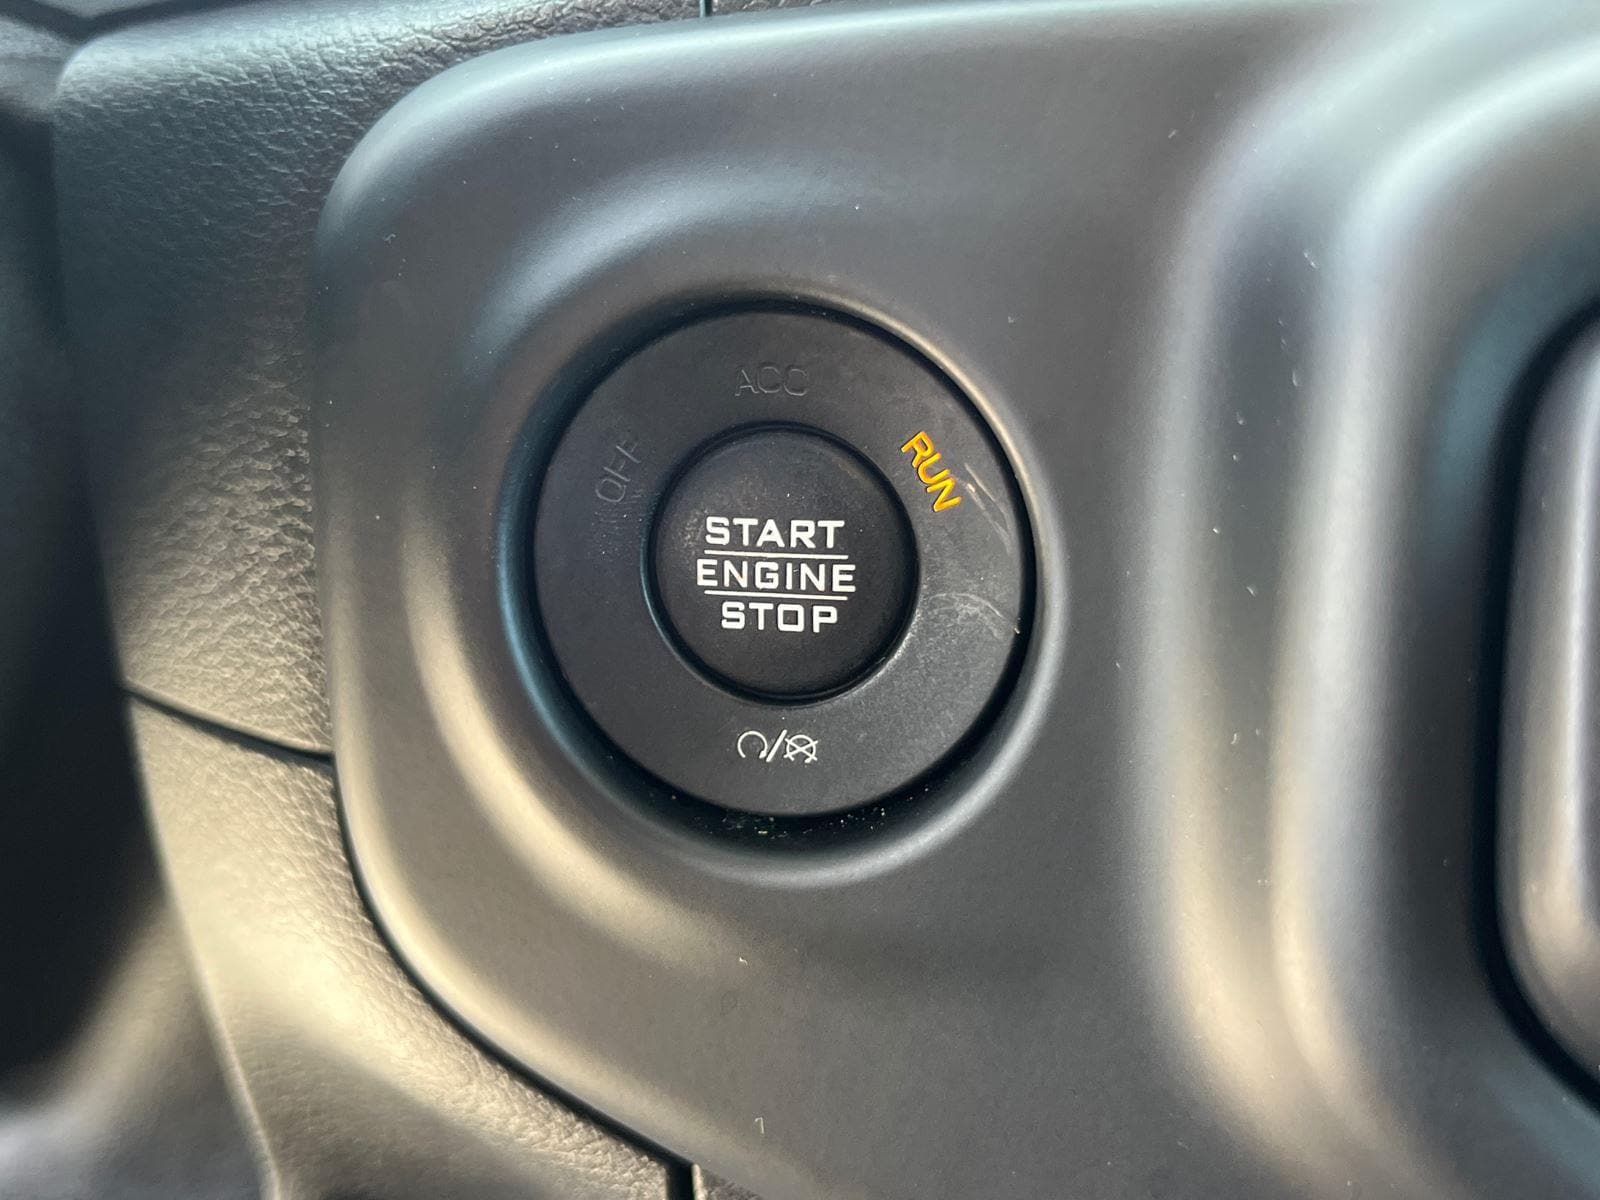 ACC
OFF
RUN
START
ENGINE
STOP